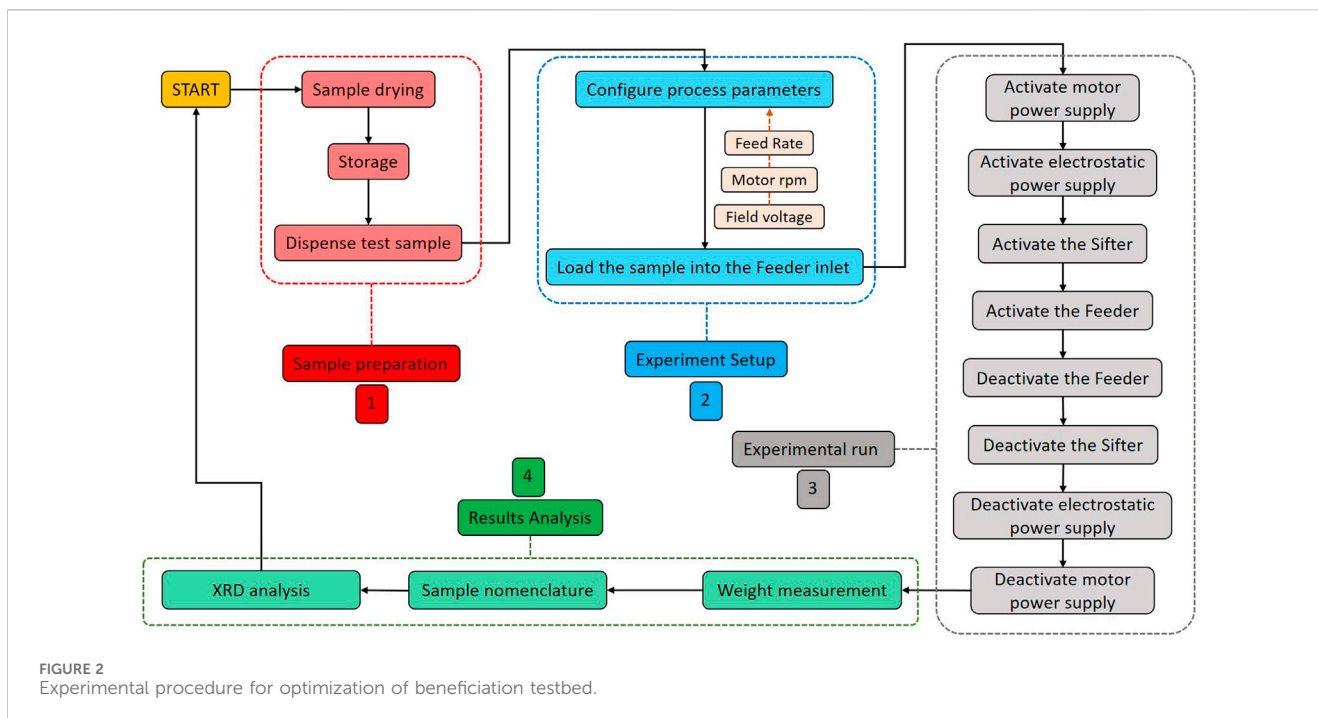 START
Sample drying
Storage
Dispense test sample
Sample preparation
1
Configure process parameters
Feed Rate
Motor rpm
Field voltage
Load the sample into the Feeder inlet
Experiment Setup
2
Activate motor
power supply
Activate electrostatic
power supply
Activate the Sifter
Activate the Feeder
Deactivate the Feeder
Deactivate the Sifter
Deactivate electrostatic
power supply
Deactivate motor
power supply
Experimental run
3
4
Results Analysis
Weight measurement
Sample nomenclature
XRD analysis
FIGURE 2
Experimental procedure for optimization of beneficiation testbed.